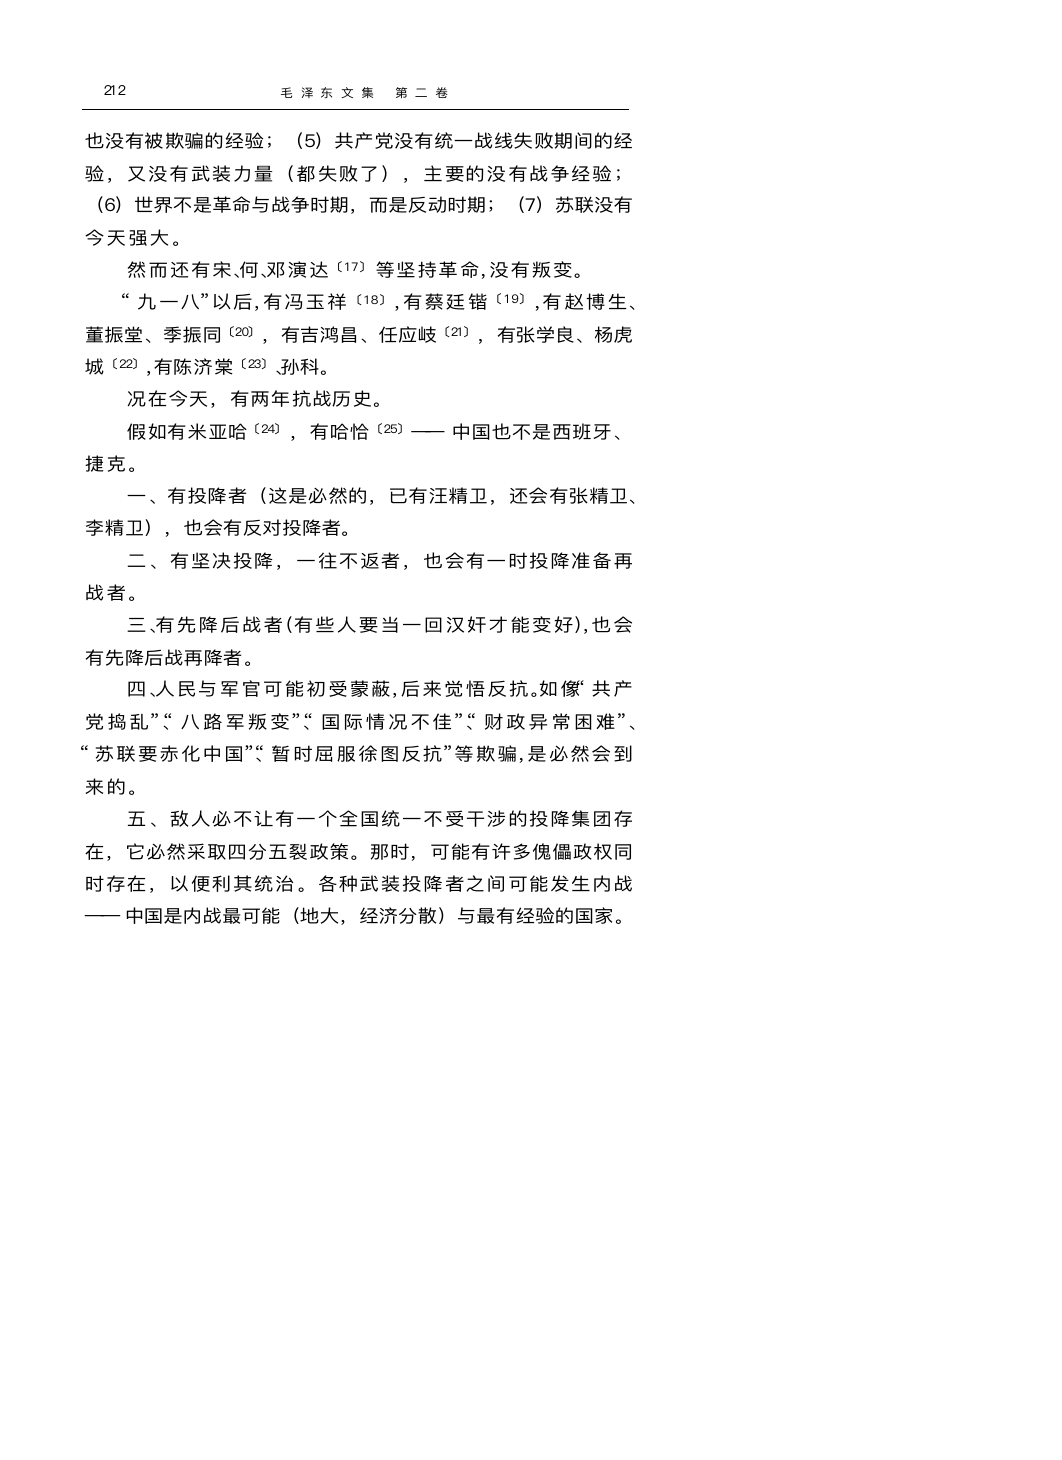 212
毛泽东文集 第二卷
也没有被欺骗的经验；（5）共产党没有统一战线失败期间的经
验，又没有武装力量（都失败了），主要的没有战争经验；
（6）世界不是革命与战争时期，而是反动时期；（7）苏联没有
今天强大。
然而还有宋、何、邓演达〔17〕等坚持革命，没有叛变。
“九一八”以后，有冯玉祥〔18〕，有蔡廷锴〔19〕，有赵博生、
董振堂、季振同〔20〕，有吉鸿昌、任应岐〔21〕，有张学良、杨虎
城〔22〕，有陈济棠〔23〕、孙科。
况在今天，有两年抗战历史。
假如有米亚哈〔24〕，有哈恰〔25〕——中国也不是西班牙、
捷克。
一、有投降者（这是必然的，已有汪精卫，还会有张精卫、
李精卫），也会有反对投降者。
二、有坚决投降，一往不返者，也会有一时投降准备再
战者。
三、有先降后战者（有些人要当一回汉奸才能变好），也会
有先降后战再降者。
四、人民与军官可能初受蒙蔽，后来觉悟反抗。如像“共产
党捣乱”、“八路军叛变”、“国际情况不佳”、“财政异常困难”、
“苏联要赤化中国”、“暂时屈服徐图反抗”等欺骗，是必然会到
来的。
五、敌人必不让有一个全国统一不受干涉的投降集团存
在，它必然采取四分五裂政策。那时，可能有许多傀儡政权同
时存在，以便利其统治。各种武装投降者之间可能发生内战
——中国是内战最可能（地大，经济分散）与最有经验的国家。